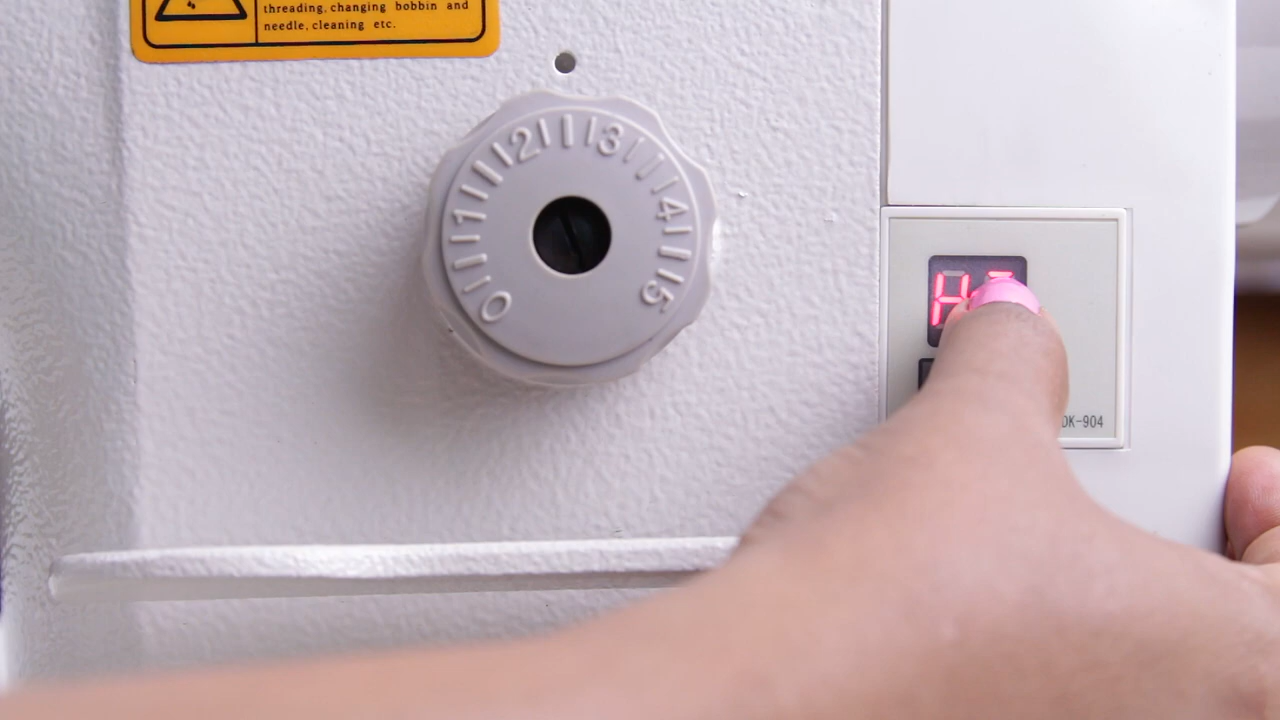 threading, changing bobbin and
needle, cleaning etc.
0 1 2 3 4 5
H
DK-904